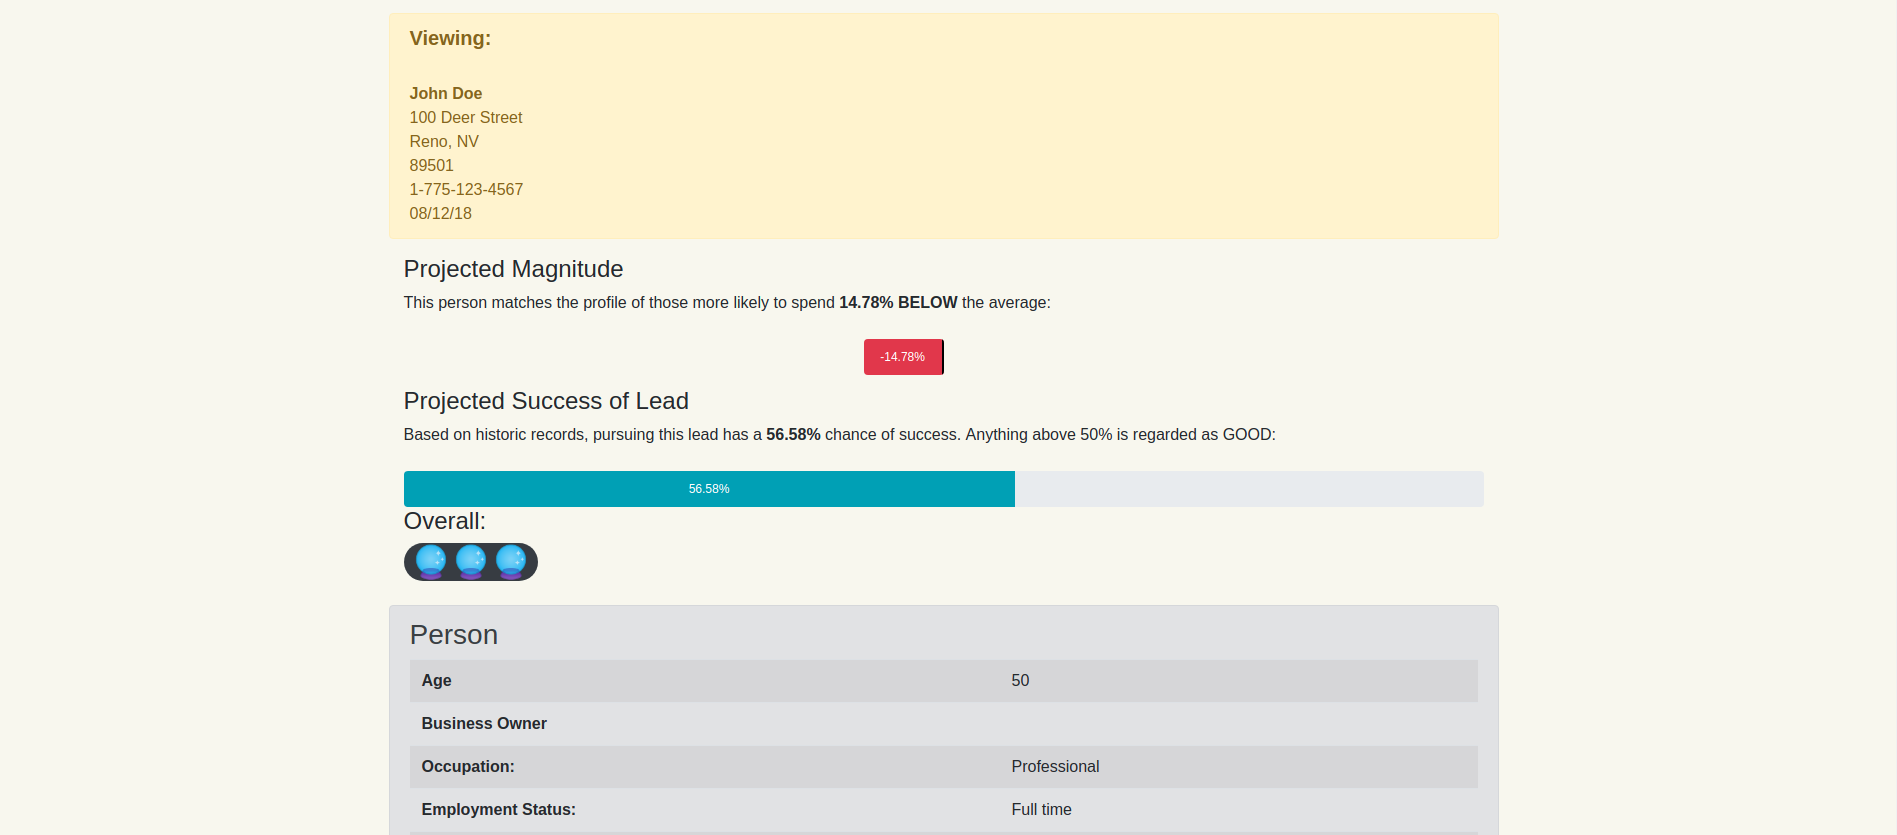 Viewing:
John Doe
100 Deer Street
Reno, NV
89501
1-775-123-4567
08/12/18
Projected Magnitude
This person matches the profile of those more likely to spend 14.78% BELOW the average:
-14.78%
Projected Success of Lead
Based on historic records, pursuing this lead has a 56.58% chance of success. Anything above 50% is regarded as GOOD:
56.58%
Overall:
Person
Age 50
Business Owner
Occupation: Professional
Employment Status: Full time